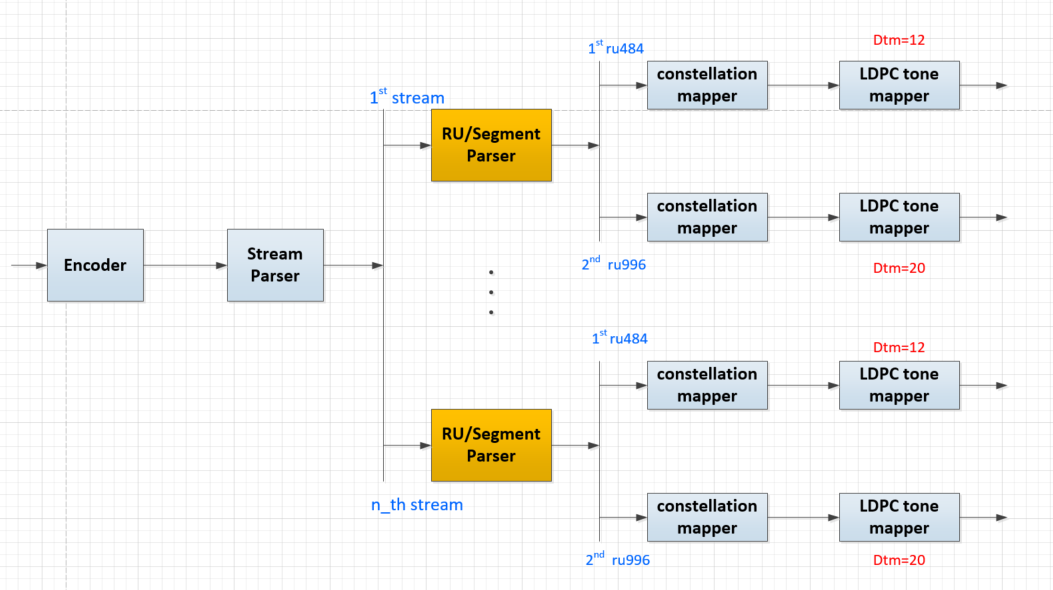 Dtm=12
1st ru484
constellation
mapper
LDPC tone
mapper
1st stream
RU/Segment
Parser
constellation
mapper
LDPC tone
mapper
2nd ru996
Dtm=20
Encoder
Stream
Parser
1st ru484
Dtm=12
constellation
mapper
LDPC tone
mapper
RU/Segment
Parser
n_th stream
constellation
mapper
LDPC tone
mapper
2nd ru996
Dtm=20